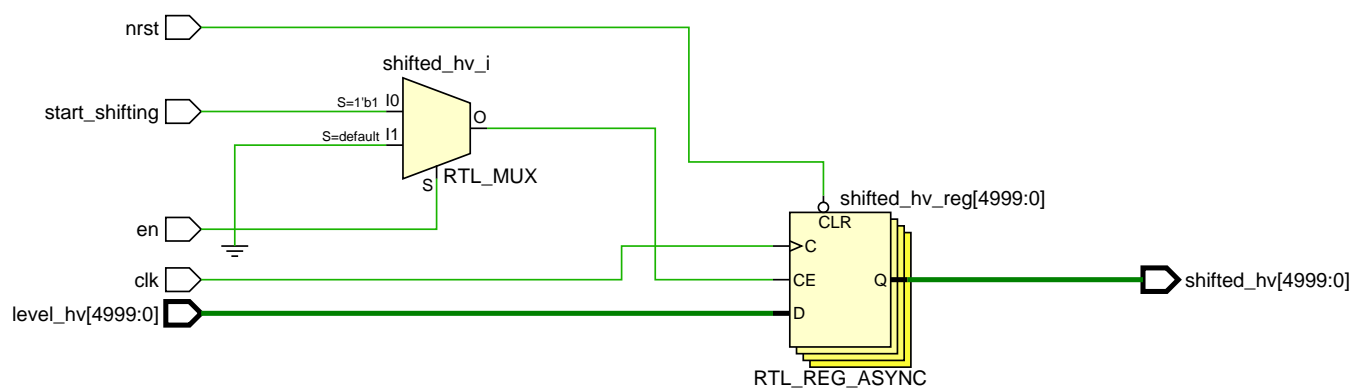 nrst
shifted_hv_i
start_shifting
S=1'b1 I0
O
S=default I1
S
RTL_MUX
en
shifted_hv_reg[4999:0]
CLR
C
clk
CE
Q
shifted_hv[4999:0]
level_hv[4999:0]
D
RTL_REG_ASYNC